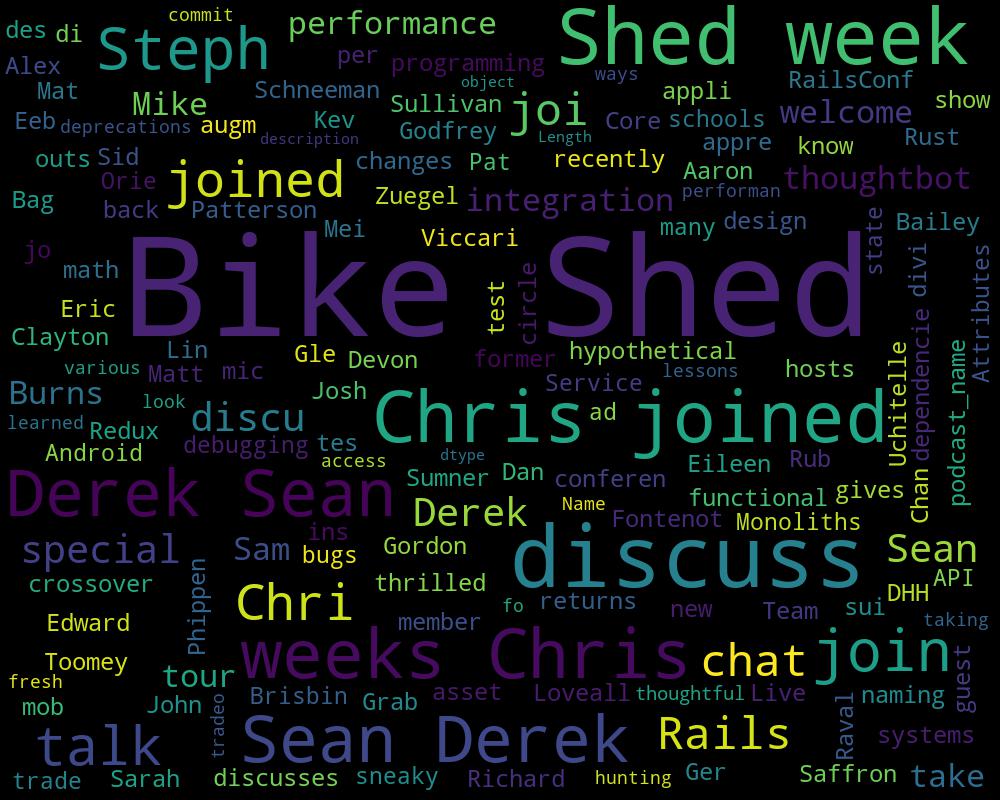 commit
des
di
Steph
performance
Shed week
Alex
per
programming
ways
object
Mat
Schneeman
RailsConf
Mike
Sullivan
joi
appli
welcome
show
Eeb
deprecations
augm
Kev
Godfrey
Length
Core
schools
description
appre
know
Rust
outs
Sid
joined
changes
Pat
recently
Aaron
thoughtbot
Orie
Bag
back
Patterson
Zuegel
integration
performan
many
design
state
Bailey
jo
Mei
Viccari
math
Bike Shed
test
circle
divi
Attributes
Eric
Clayton
Lin
Gle
Devon
former
hypothetical
various
Matt
mic
lessons
hosts
Service
Burns
Josh
look
learned
Redux
discu
Chris joined
ad
Uchitelle
dependencie
podcast_name
Android
debugging
tes
access
dtype
Eileen
Rub
Derek Sean
Sumner
Dan
conferen
functional
gives
Chan
Derek
Name
Fontenot
Monoliths
special
Sam
ins
bugs
Gordon
discuss
Sean
API
DHH
crossover
Phippen
Chri
thrilled
fo
returns
new
Team
sui
taking
Edward
member
weeks Chris
chat
join
guest
Toomey
fresh
tour
mob
John
tradeo
Brisbin
Grab
asset
Loveall
thoughtful
Live
Raval
naming
talk
Sean Derek
Rails
systems
trade
Sarah
discusses
sneaky
Richard
hunting
Ger
Saffron
take